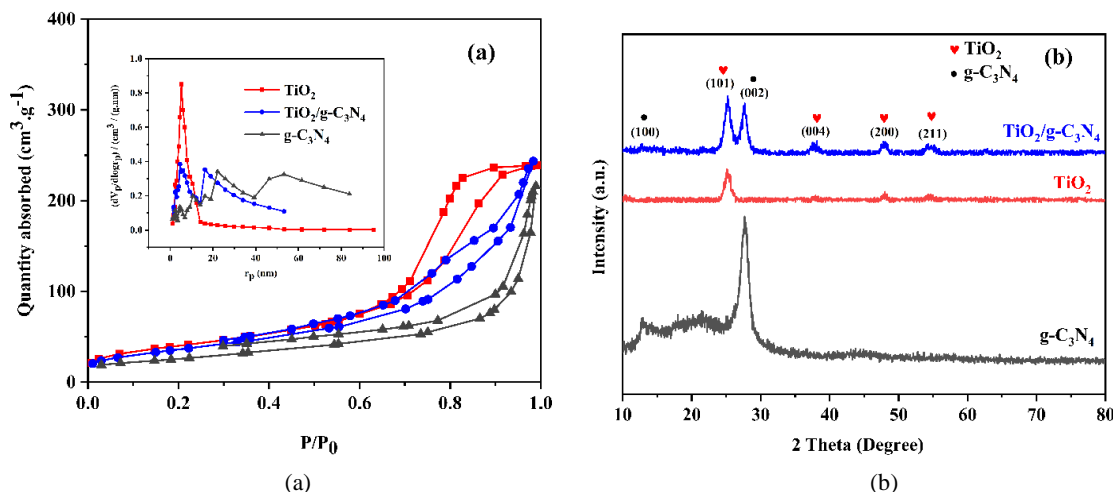 (a)
Quantity absorbed (cm³.g⁻¹)
400
300
200
100
0
0.0
0.2
0.4
0.6
0.8
1.0
P/P₀
(dVₚ/dlogrₚ) / (cm³ / (g.nm))
1.0
0.8
0.6
0.4
0.2
0.0
0
20
40
60
80
100
rₚ (nm)
TiO₂
TiO₂/g-C₃N₄
g-C₃N₄
(a)
(b)
TiO₂
g-C₃N₄
(100)
(101)
(002)
(004)
(200)
(211)
TiO₂/g-C₃N₄
TiO₂
g-C₃N₄
Intensity (a.u.)
10
20
30
40
50
60
70
80
2 Theta (Degree)
(b)